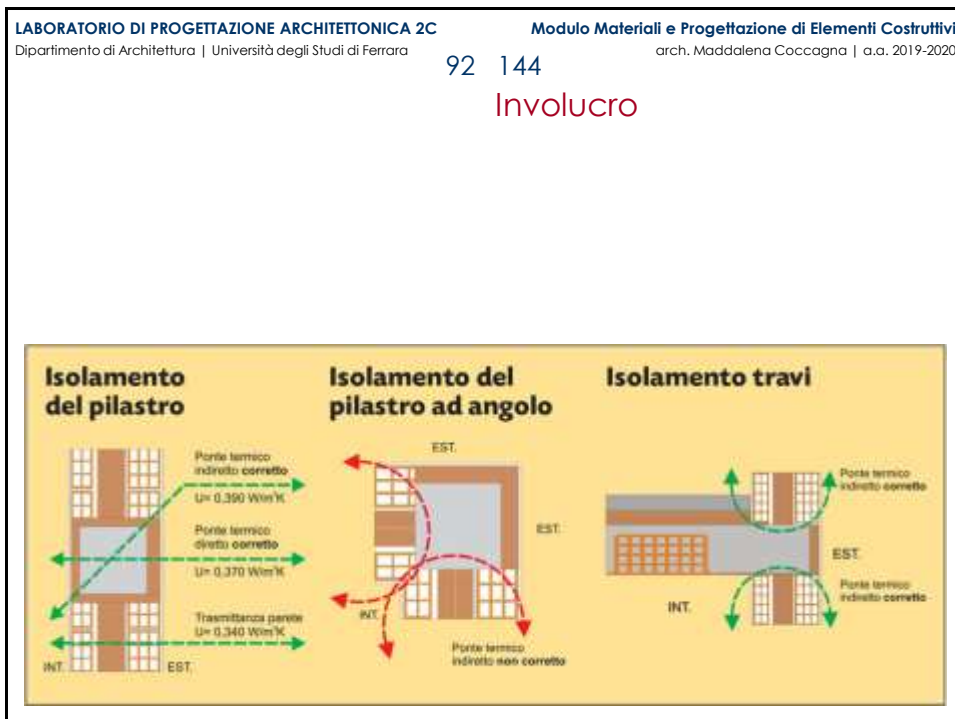 LABORATORIO DI PROGETTAZIONE ARCHITETTONICA 2C
Modulo Materiali e Progettazione di Elementi Costruttivi
Dipartimento di Architettura | Università degli Studi di Ferrara
arch. Maddalena Coccagna | a.a. 2019-2020
92 144
Involucro
Isolamento
del pilastro
Ponte termico
indiretto corretto
U= 0,390 W/m²K
Ponte termico
diretto corretto
U= 0,370 W/m²K
Trasmittanza parete
U= 0,340 W/m²K
INT.
EST.
Isolamento del
pilastro ad angolo
EST.
EST.
INT.
Ponte termico
indiretto non corretto
Isolamento travi
Ponte termico
indiretto corretto
EST.
INT.
Ponte termico
indiretto corretto